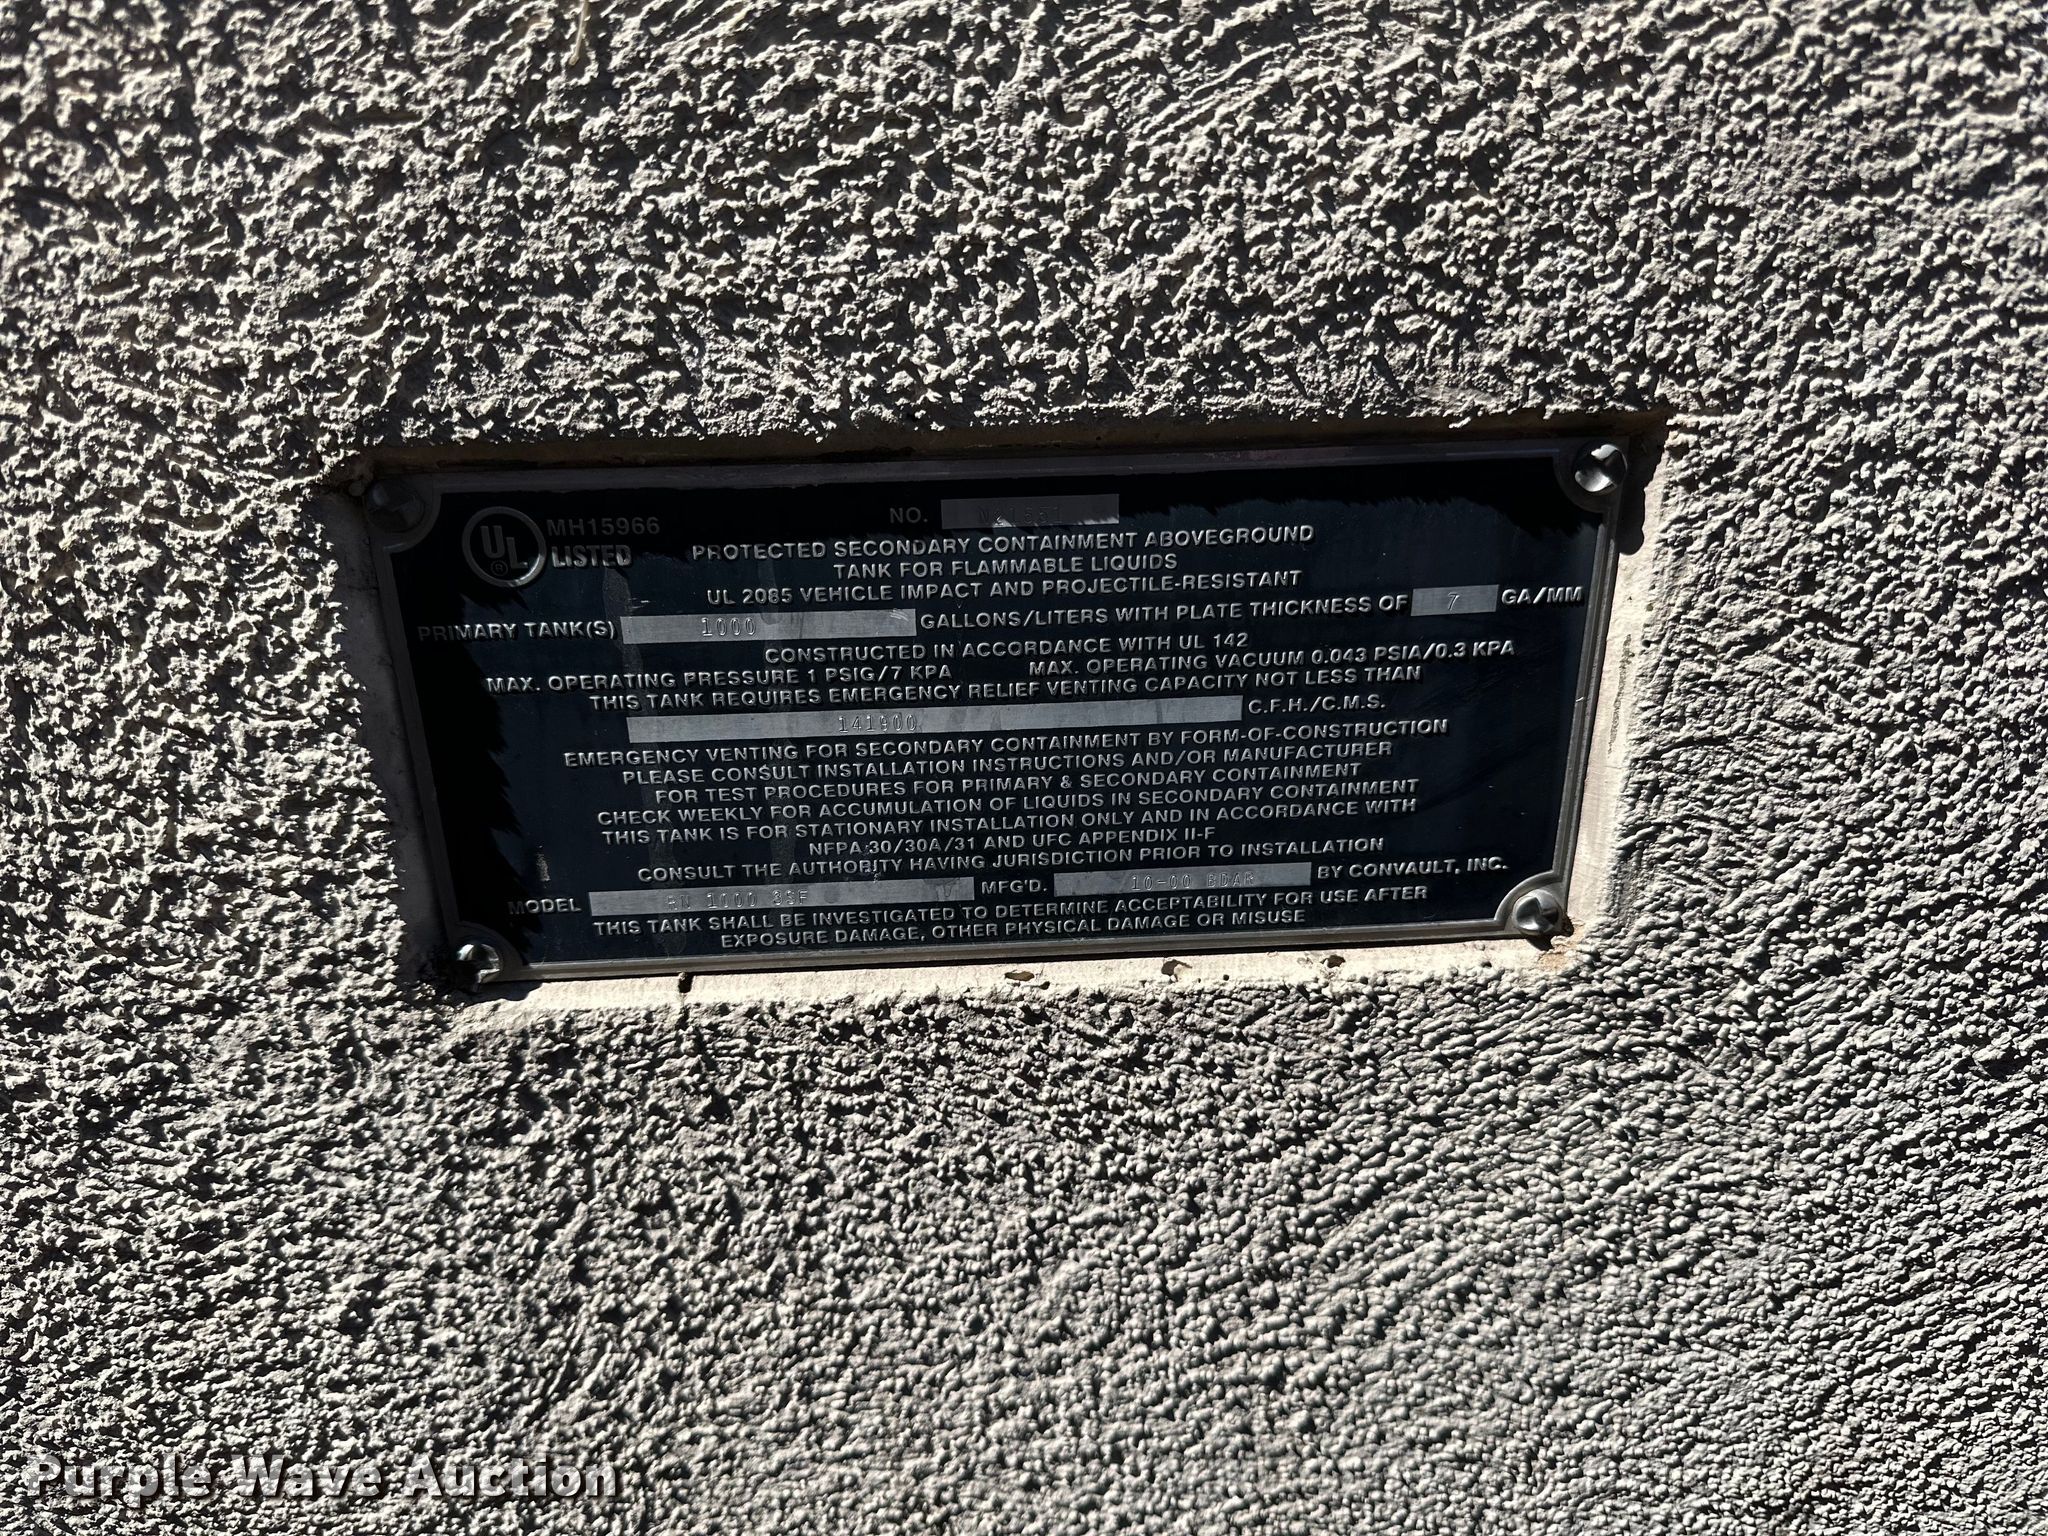 UL® MH15966 LISTED
NO.
PROTECTED SECONDARY CONTAINMENT ABOVEGROUND
TANK FOR FLAMMABLE LIQUIDS
UL 2085 VEHICLE IMPACT AND PROJECTILE-RESISTANT
PRIMARY TANK(S) 1000 GALLONS/LITERS WITH PLATE THICKNESS OF 7 GA/MM
CONSTRUCTED IN ACCORDANCE WITH UL 142
MAX. OPERATING PRESSURE 1 PSIG/7 KPA MAX. OPERATING VACUUM 0.043 PSIA/0.3 KPA
THIS TANK REQUIRES EMERGENCY RELIEF VENTING CAPACITY NOT LESS THAN
141900 C.F.H./C.M.S.
EMERGENCY VENTING FOR SECONDARY CONTAINMENT BY FORM-OF-CONSTRUCTION
PLEASE CONSULT INSTALLATION INSTRUCTIONS AND/OR MANUFACTURER
FOR TEST PROCEDURES FOR PRIMARY & SECONDARY CONTAINMENT
CHECK WEEKLY FOR ACCUMULATION OF LIQUIDS IN SECONDARY CONTAINMENT
THIS TANK IS FOR STATIONARY INSTALLATION ONLY AND IN ACCORDANCE WITH
NFPA 30/30A/31 AND UFC APPENDIX II-F
CONSULT THE AUTHORITY HAVING JURISDICTION PRIOR TO INSTALLATION
MODEL 1000 3SF MFG'D. 10-00 BDAR BY CONVAULT, INC.
THIS TANK SHALL BE INVESTIGATED TO DETERMINE ACCEPTABILITY FOR USE AFTER
EXPOSURE DAMAGE, OTHER PHYSICAL DAMAGE OR MISUSE
Purple Wave Auction